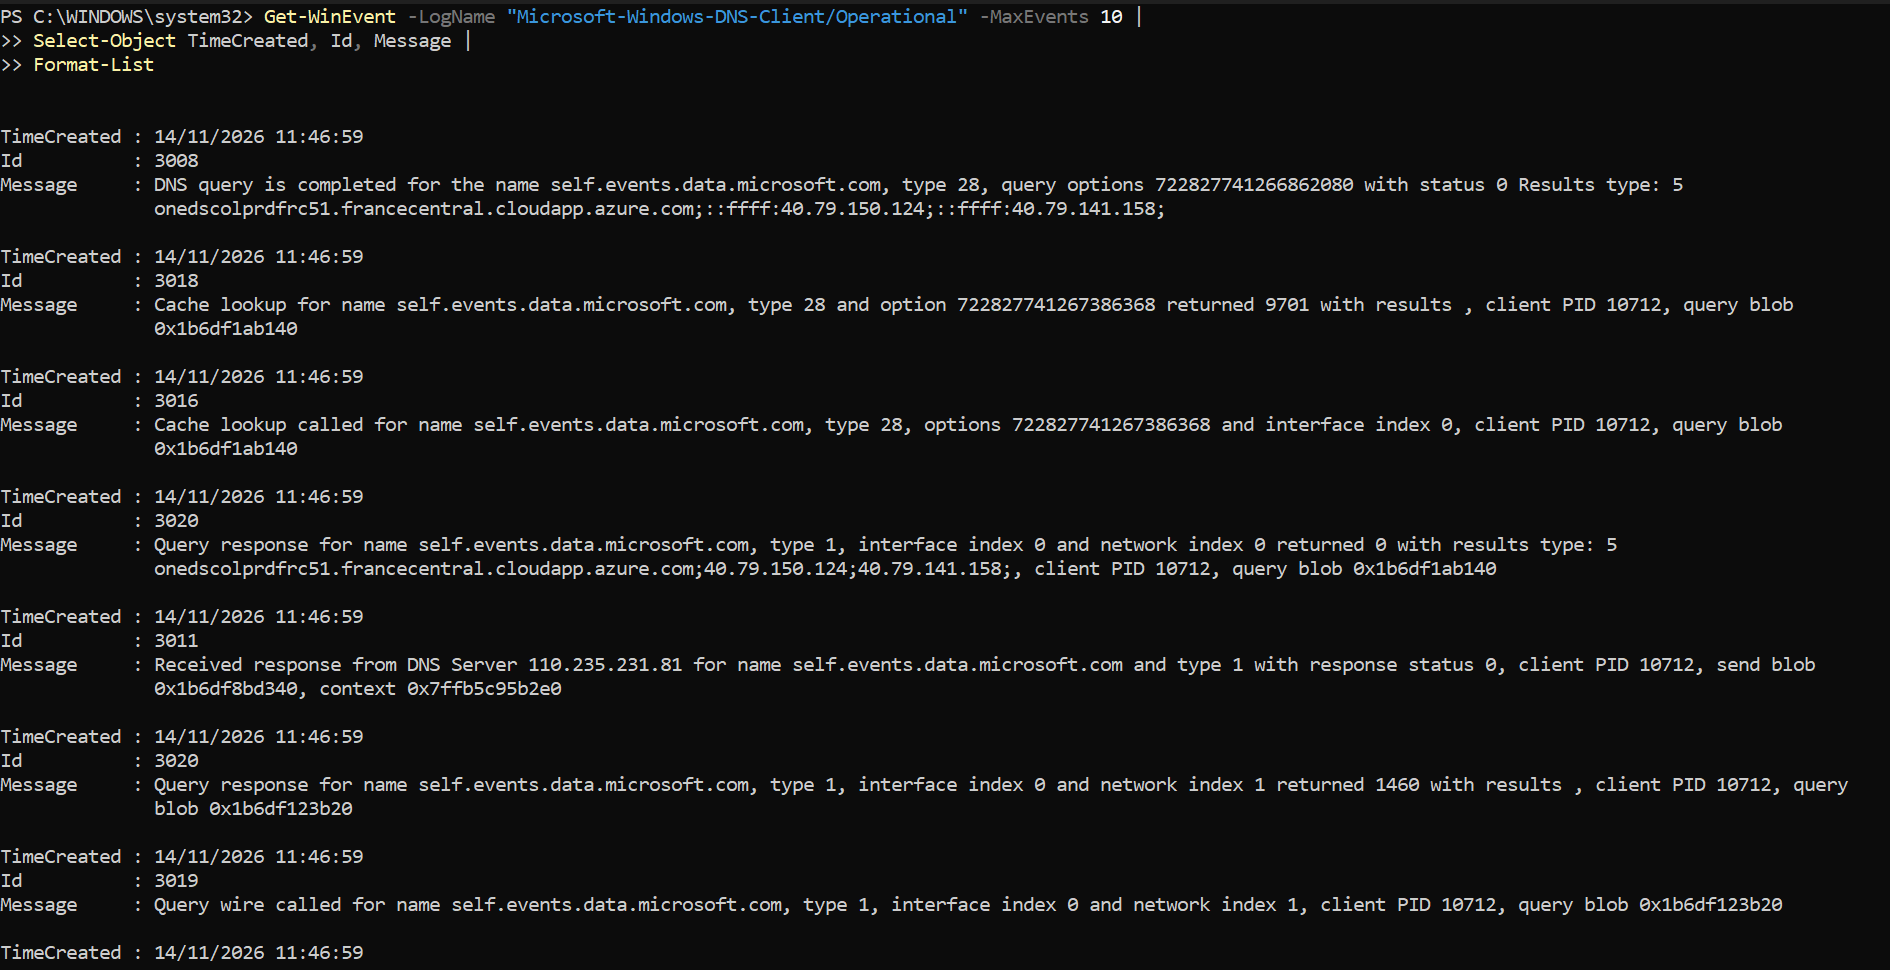 PS C:\WINDOWS\system32> Get-WinEvent -LogName "Microsoft-Windows-DNS-Client/Operational" -MaxEvents 10 |
>> Select-Object TimeCreated, Id, Message |
>> Format-List
TimeCreated : 14/11/2026 11:46:59
Id          : 3008
Message     : DNS query is completed for the name self.events.data.microsoft.com, type 28, query options 722827741266862080 with status 0 Results type: 5
              onedscolprdfrc51.francecentral.cloudapp.azure.com;::ffff:40.79.150.124;::ffff:40.79.141.158;
TimeCreated : 14/11/2026 11:46:59
Id          : 3018
Message     : Cache lookup for name self.events.data.microsoft.com, type 28 and option 722827741267386368 returned 9701 with results , client PID 10712, query blob
              0x1b6df1ab140
TimeCreated : 14/11/2026 11:46:59
Id          : 3016
Message     : Cache lookup called for name self.events.data.microsoft.com, type 28, options 722827741267386368 and interface index 0, client PID 10712, query blob
              0x1b6df1ab140
TimeCreated : 14/11/2026 11:46:59
Id          : 3020
Message     : Query response for name self.events.data.microsoft.com, type 1, interface index 0 and network index 0 returned 0 with results type: 5
              onedscolprdfrc51.francecentral.cloudapp.azure.com;40.79.150.124;40.79.141.158;, client PID 10712, query blob 0x1b6df1ab140
TimeCreated : 14/11/2026 11:46:59
Id          : 3011
Message     : Received response from DNS Server 110.235.231.81 for name self.events.data.microsoft.com and type 1 with response status 0, client PID 10712, send blob
              0x1b6df8bd340, context 0x7ffb5c95b2e0
TimeCreated : 14/11/2026 11:46:59
Id          : 3020
Message     : Query response for name self.events.data.microsoft.com, type 1, interface index 0 and network index 1 returned 1460 with results , client PID 10712, query
              blob 0x1b6df123b20
TimeCreated : 14/11/2026 11:46:59
Id          : 3019
Message     : Query wire called for name self.events.data.microsoft.com, type 1, interface index 0 and network index 1, client PID 10712, query blob 0x1b6df123b20
TimeCreated : 14/11/2026 11:46:59